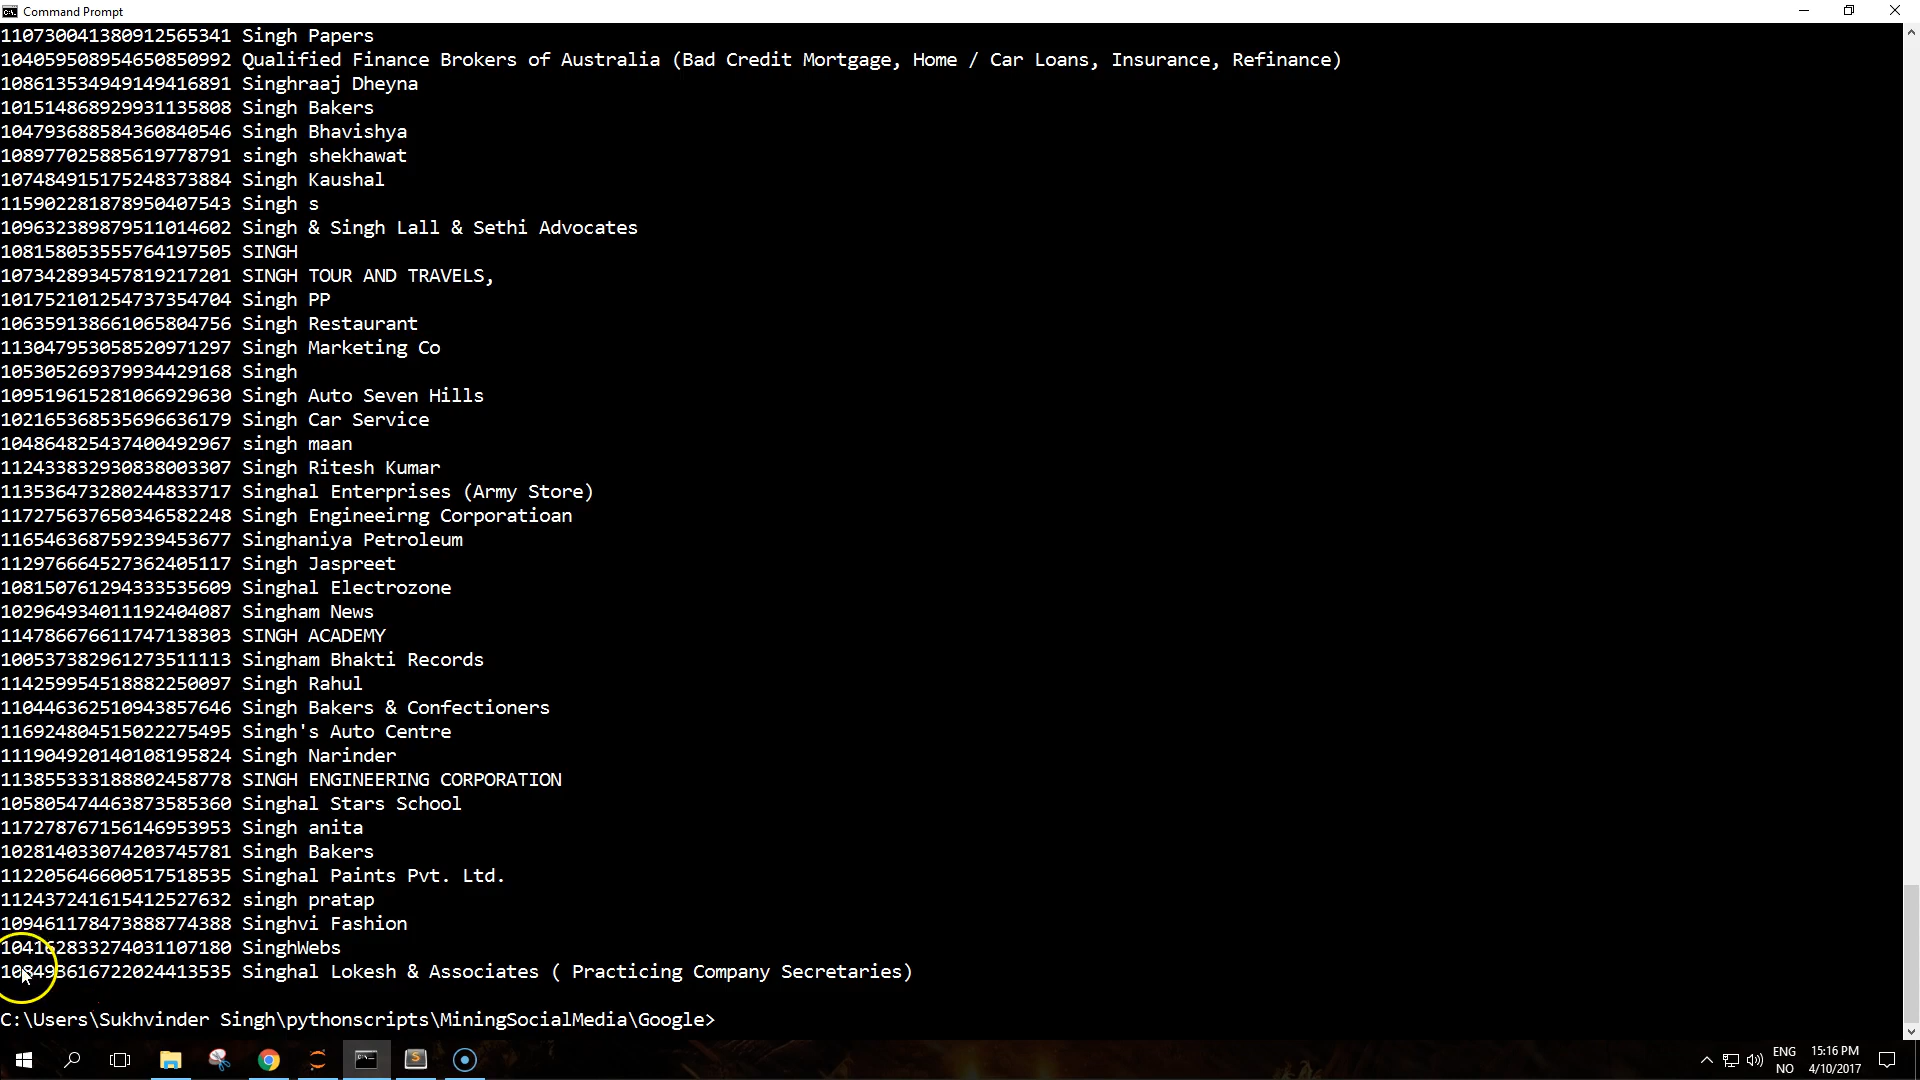 Command Prompt
110730041380912565341 Singh Papers
104059508954650850992 Qualified Finance Brokers of Australia (Bad Credit Mortgage, Home / Car Loans, Insurance, Refinance)
108613534949149416891 Singhraaj Dheyna
101514868929931135808 Singh Bakers
104793688584360840546 Singh Bhavishya
108977025885619778791 singh shekhawat
107484915175248373884 Singh Kaushal
115902281878950407543 Singh s
109632389879511014602 Singh & Singh Lall & Sethi Advocates
108158053555764197505 SINGH
107342893457819217201 SINGH TOUR AND TRAVELS,
101752101254737354704 Singh PP
106359138661065804756 Singh Restaurant
113047953058520971297 Singh Marketing Co
105305269379934429168 Singh
109519615281066929630 Singh Auto Seven Hills
102165368535696636179 Singh Car Service
104864825437400492967 singh maan
112433832930838003307 Singh Ritesh Kumar
113536473280244833717 Singhal Enterprises (Army Store)
117275637650346582248 Singh Engineeirng Corporatioan
116546368759239453677 Singhaniya Petroleum
112976664527362405117 Singh Jaspreet
108150761294333535609 Singhal Electrozone
102964934011192404087 Singham News
114786676611747138303 SINGH ACADEMY
100537382961273511113 Singham Bhakti Records
114259954518882250097 Singh Rahul
110446362510943857646 Singh Bakers & Confectioners
116924804515022275495 Singh's Auto Centre
111904920140108195824 Singh Narinder
113855333188802458778 SINGH ENGINEERING CORPORATION
105805474463873585360 Singhal Stars School
117278767156146953953 Singh anita
102814033074203745781 Singh Bakers
112205646600517518535 Singhal Paints Pvt. Ltd.
112437241615412527632 singh pratap
109461178473888774388 Singhvi Fashion
104162833274031107180 SinghWebs
108493616722024413535 Singhal Lokesh & Associates ( Practicing Company Secretaries)
C:\Users\Sukhvinder Singh\pythonscripts\MiningSocialMedia\Google>
ENG 15:16 PM
NO 4/10/2017